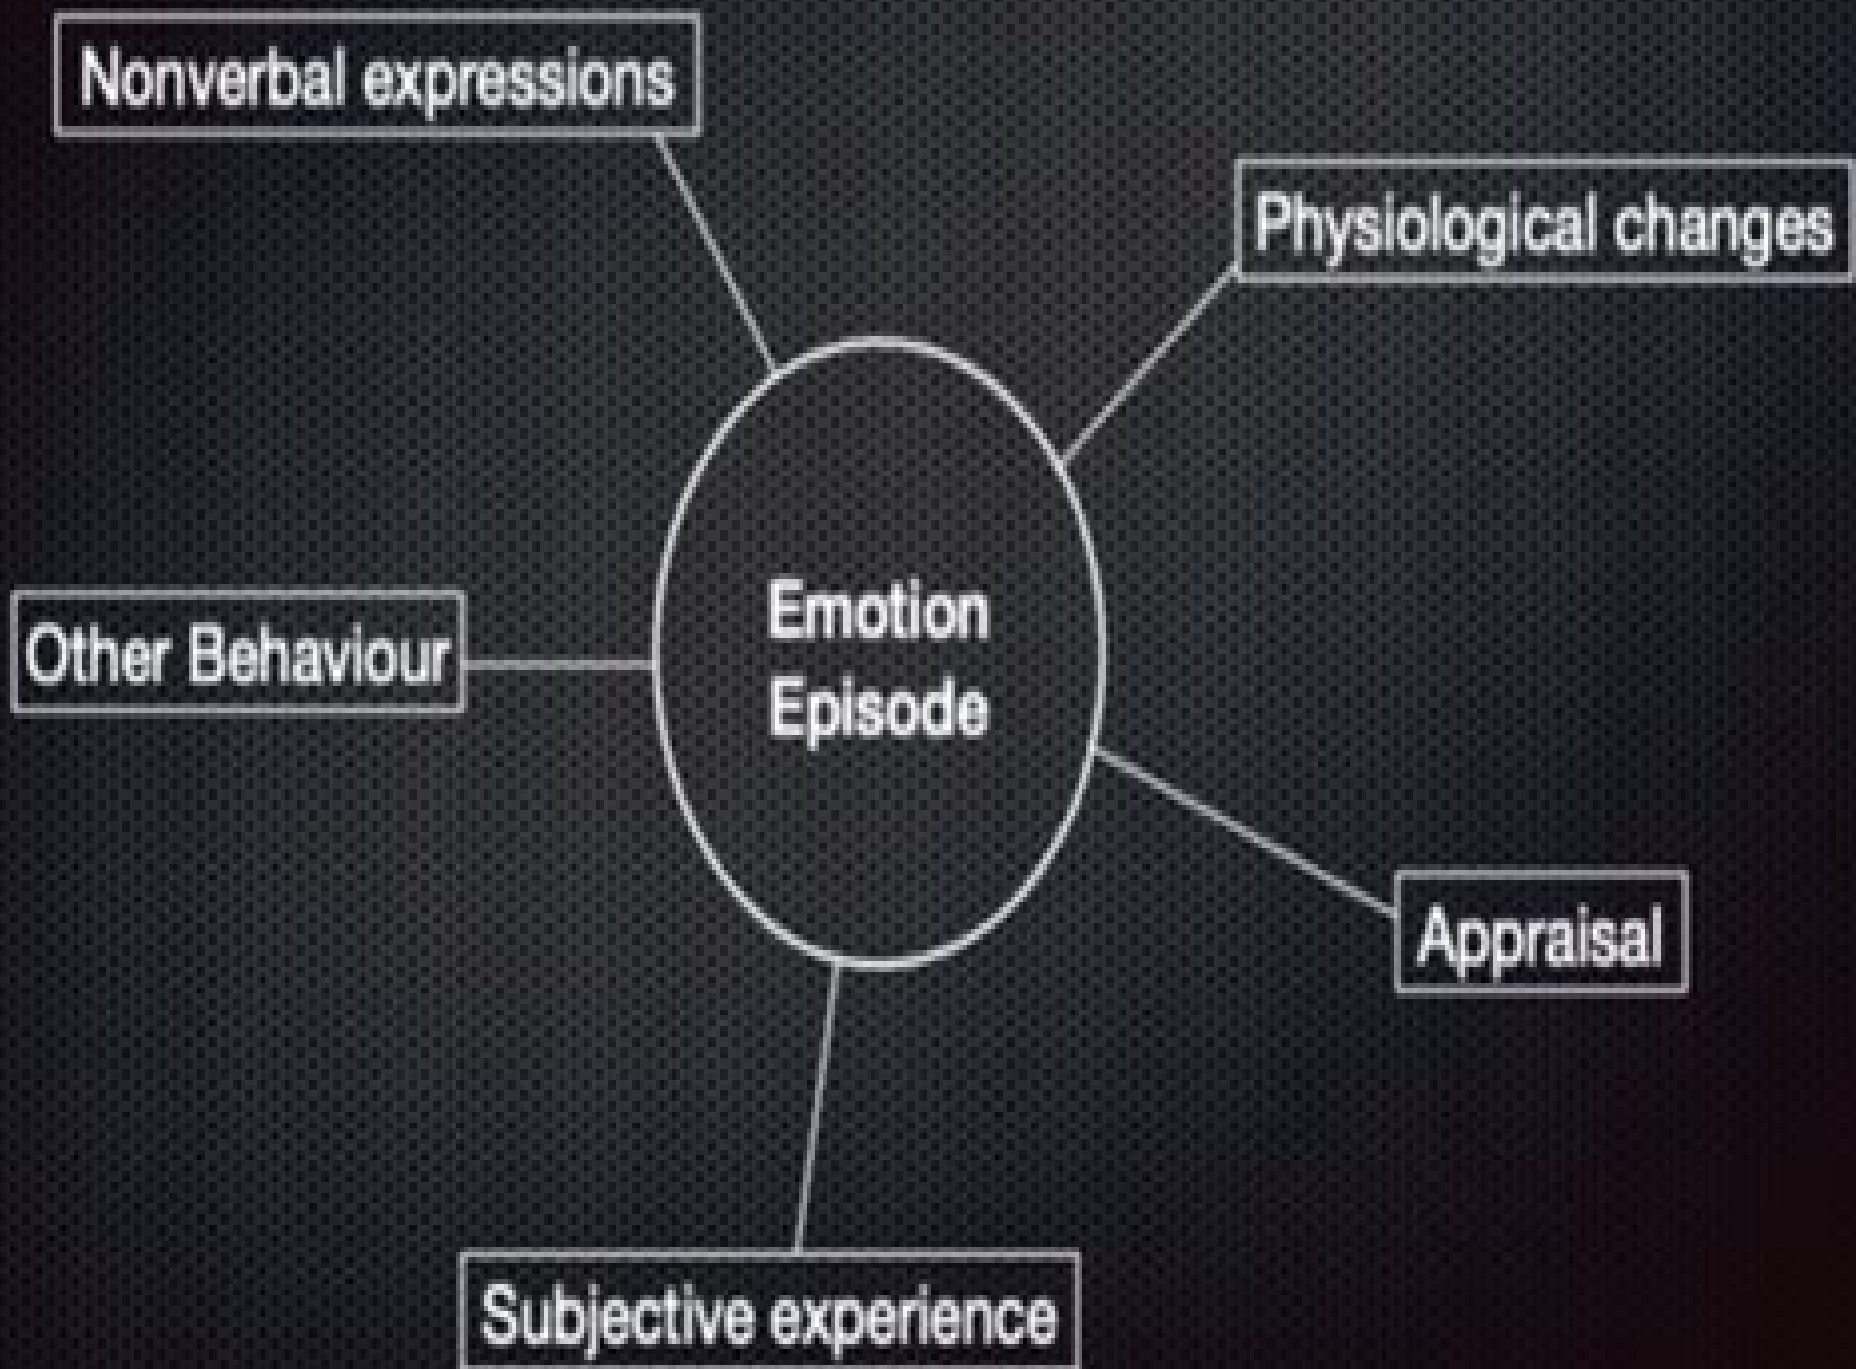 Nonverbal expressions
Physiological changes
Emotion
Episode
Other Behaviour
Appraisal
Subjective experience